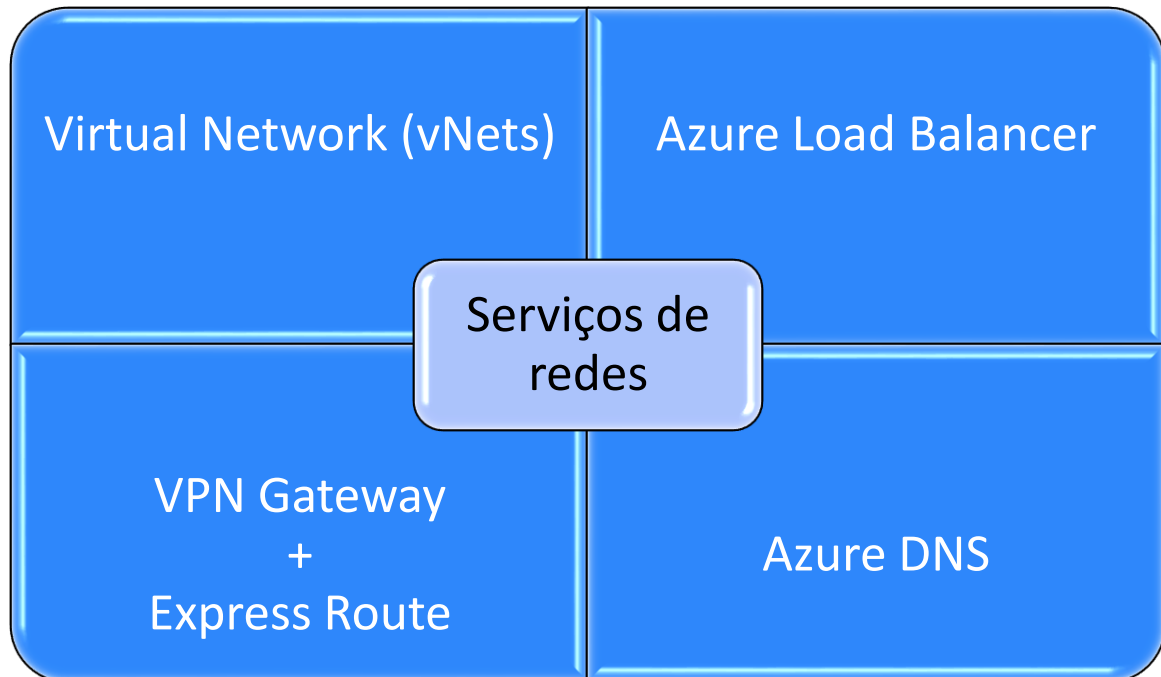 Virtual Network (vNets)
Azure Load Balancer
Serviços de
redes
VPN Gateway
+
Express Route
Azure DNS